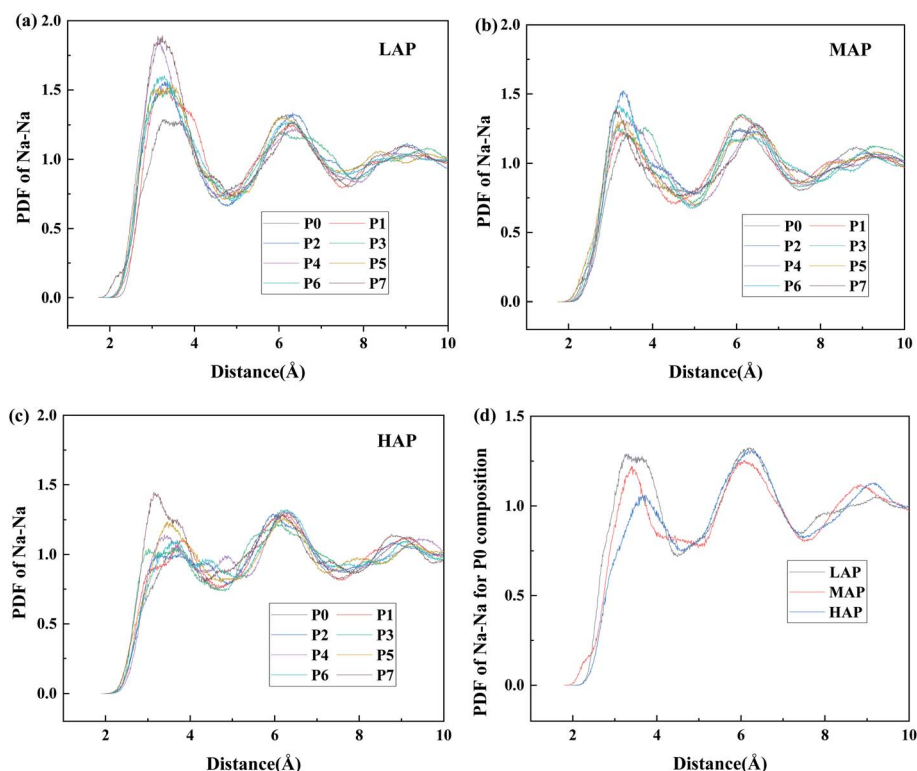 (a)
2.0
1.5
1.0
0.5
0.0
PDF of Na-Na
LAP
P0 P1
P2 P3
P4 P5
P6 P7
2 4 6 8 10
Distance(Å)
(b)
2.0
1.5
1.0
0.5
0.0
PDF of Na-Na
MAP
P0 P1
P2 P3
P4 P5
P6 P7
2 4 6 8 10
Distance(Å)
(c)
2.0
1.5
1.0
0.5
0.0
PDF of Na-Na
HAP
P0 P1
P2 P3
P4 P5
P6 P7
2 4 6 8 10
Distance(Å)
(d)
1.5
1.0
0.5
0.0
PDF of Na-Na for P0 composition
LAP
MAP
HAP
2 4 6 8 10
Distance(Å)